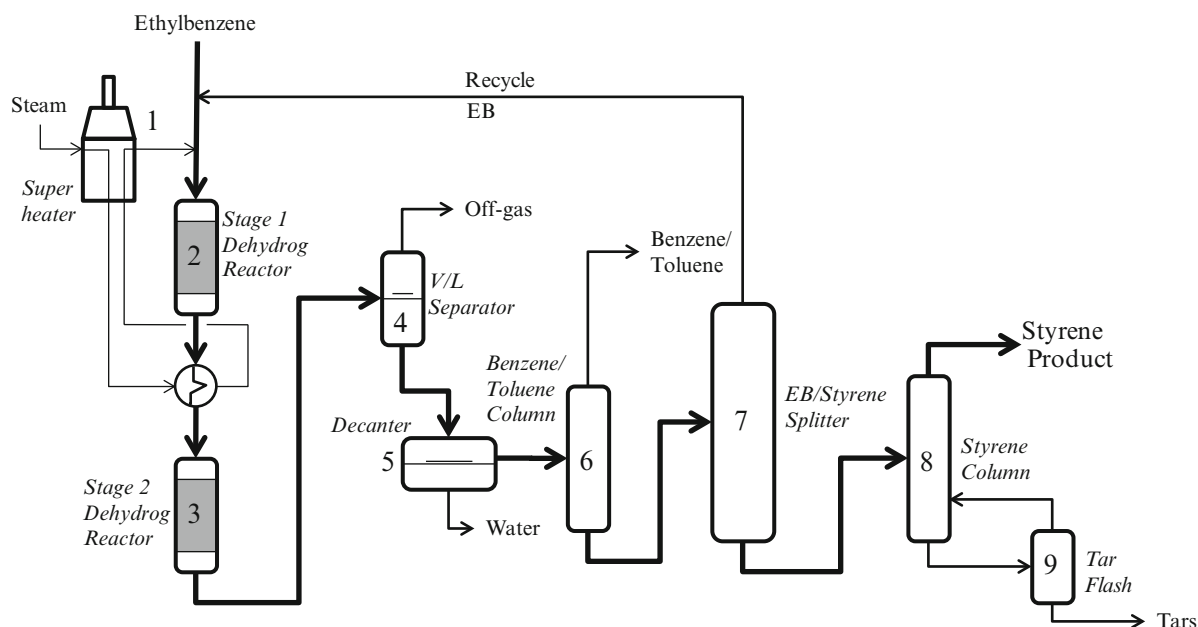 Ethylbenzene
Recycle
EB
Steam
1
Super
heater
Stage 1
Dehydrog
Reactor
2
Off-gas
V/L
Separator
4
Benzene/
Toluene
Benzene/
Toluene
Column
Decanter
5
6
Water
7
EB/Styrene
Splitter
Styrene
Product
8
Styrene
Column
Stage 2
Dehydrog
Reactor
3
9
Tar
Flash
Tars